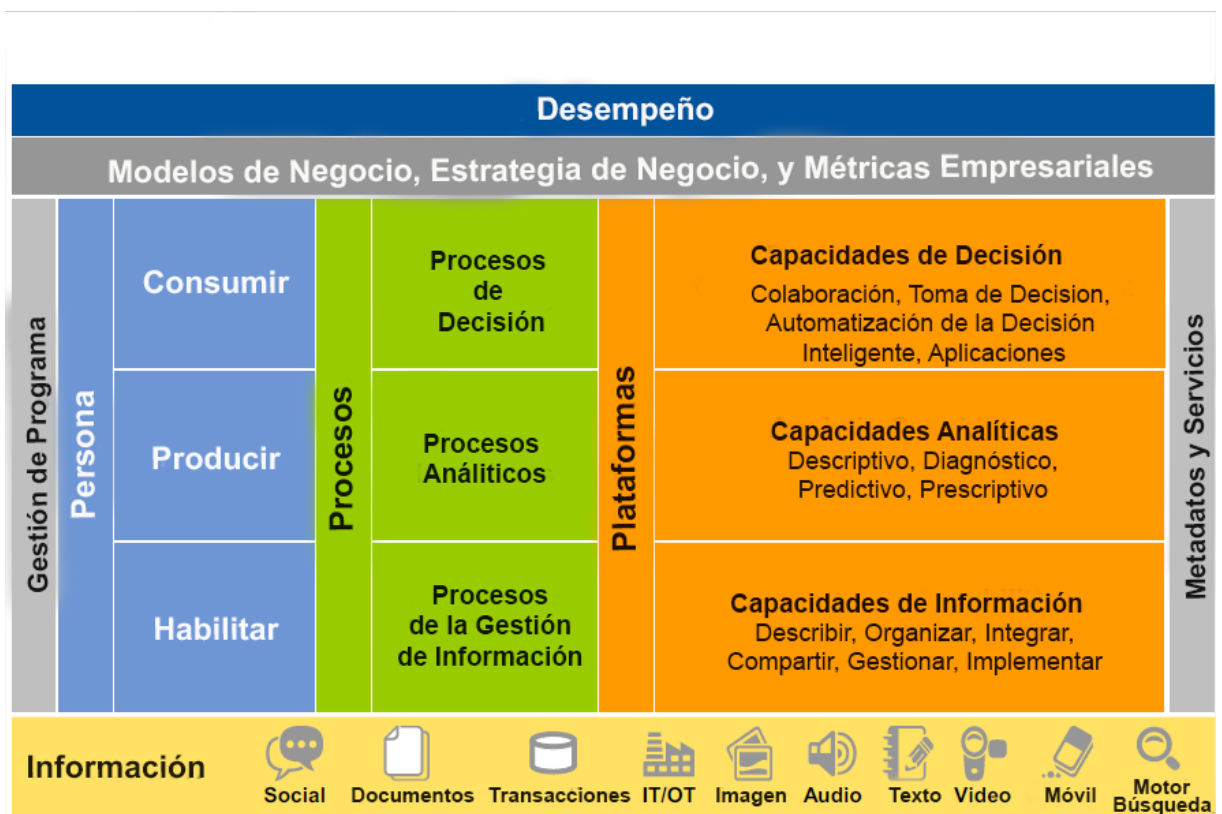 Desempeño
Modelos de Negocio, Estrategia de Negocio, y Métricas Empresariales
Gestión de Programa
Persona
Consumir
Producir
Habilitar
Procesos
Procesos
de
Decisión
Procesos
Análiticos
Procesos
de la Gestión
de Información
Plataformas
Capacidades de Decisión
Colaboración, Toma de Decision,
Automatización de la Decisión
Inteligente, Aplicaciones
Capacidades Analíticas
Descriptivo, Diagnóstico,
Predictivo, Prescriptivo
Capacidades de Información
Describir, Organizar, Integrar,
Compartir, Gestionar, Implementar
Metadatos y Servicios
Información
Social
Documentos
Transacciones
IT/OT
Imagen
Audio
Texto
Video
Móvil
Motor
Búsqueda